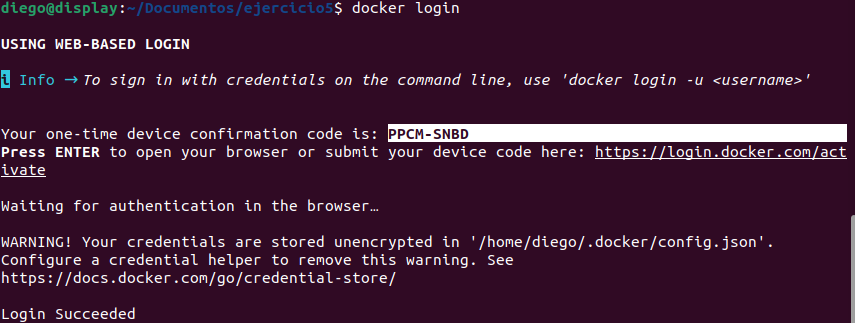 diego@display:~/Documentos/ejercicio5$ docker login
USING WEB-BASED LOGIN
i Info → To sign in with credentials on the command line, use 'docker login -u <username>'
Your one-time device confirmation code is: PPCM-SNBD
Press ENTER to open your browser or submit your device code here: https://login.docker.com/act
ivate
Waiting for authentication in the browser…
WARNING! Your credentials are stored unencrypted in '/home/diego/.docker/config.json'.
Configure a credential helper to remove this warning. See
https://docs.docker.com/go/credential-store/
Login Succeeded